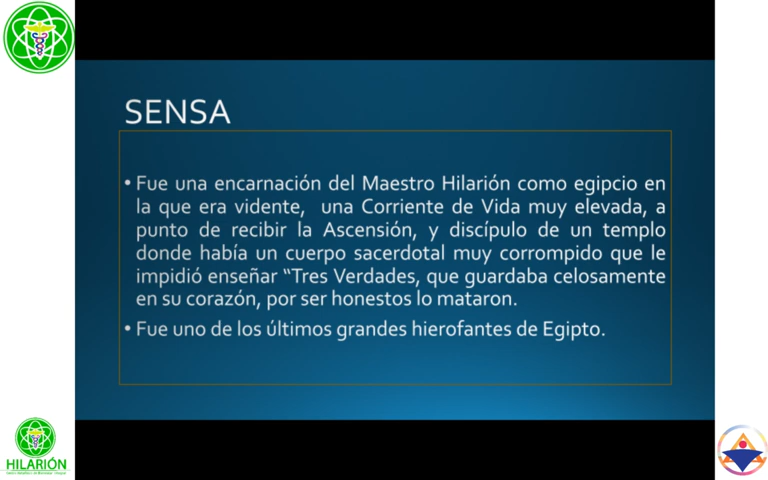 SENSA
• Fue una encarnación del Maestro Hilarión como egipcio en
la que era vidente, una Corriente de Vida muy elevada, a
punto de recibir la Ascensión, y discípulo de un templo
donde había un cuerpo sacerdotal muy corrompido que le
impidió enseñar “Tres Verdades, que guardaba celosamente
en su corazón, por ser honestos lo mataron.
• Fue uno de los últimos grandes hierofantes de Egipto.
HILARIÓN